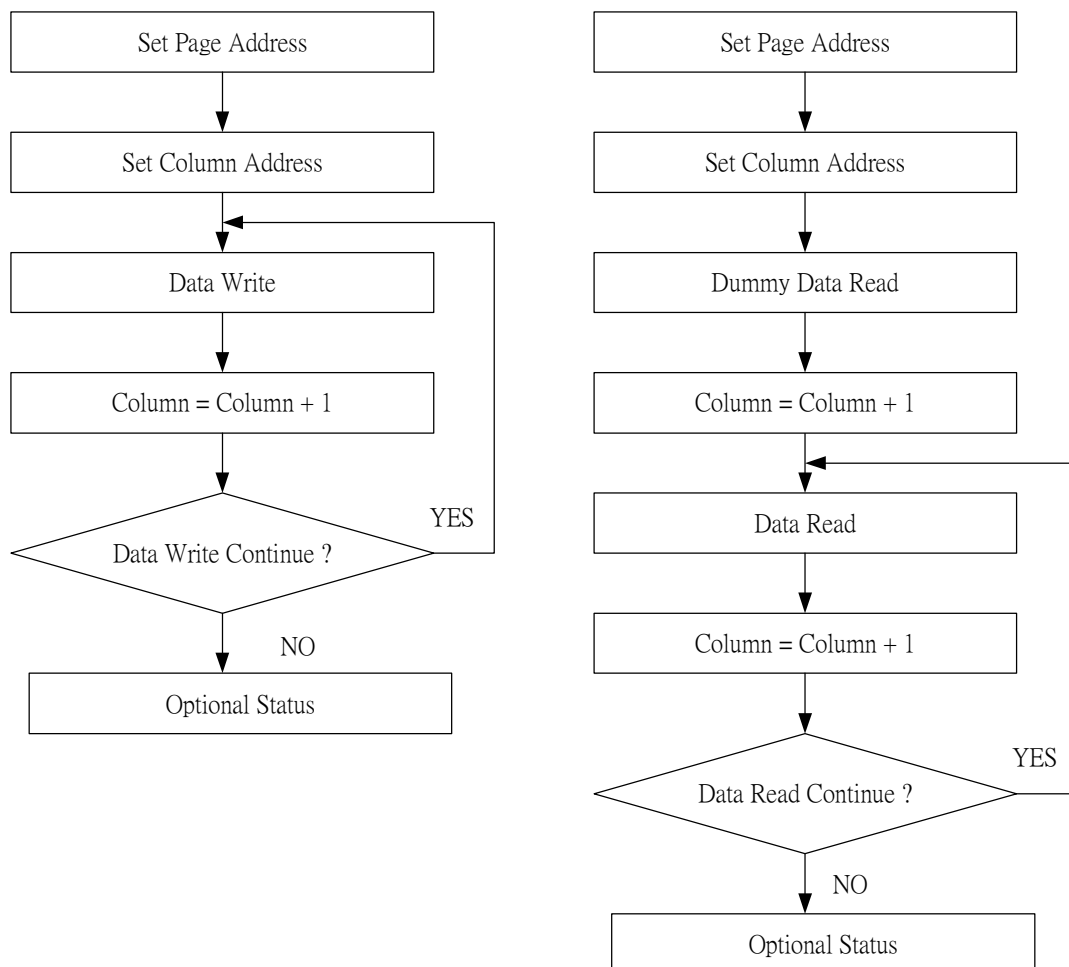 Set Page Address
Set Column Address
Data Write
Column = Column + 1
Data Write Continue ?
YES
NO
Optional Status
Set Page Address
Set Column Address
Dummy Data Read
Column = Column + 1
Data Read
Column = Column + 1
Data Read Continue ?
YES
NO
Optional Status